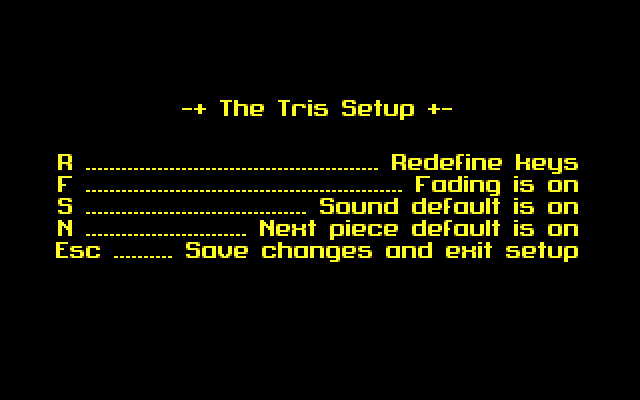 -+ The Tris Setup +-
R ................................................. Redefine keys
F ..................................................... Fading is on
S ..................................... Sound default is on
N ........................... Next piece default is on
Esc .......... Save changes and exit setup